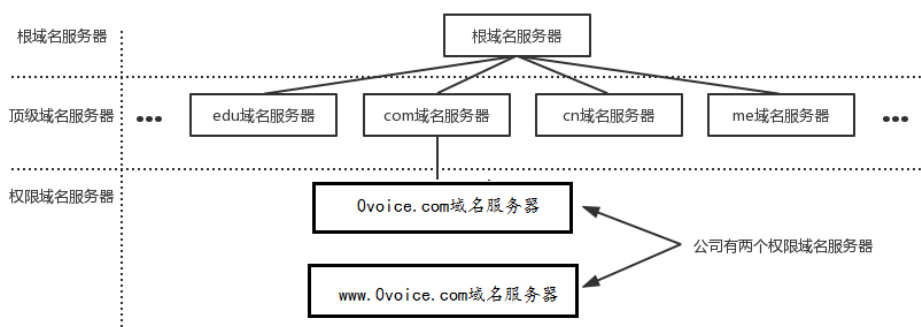 根域名服务器
根域名服务器
顶级域名服务器
•••
edu域名服务器
com域名服务器
cn域名服务器
me域名服务器
•••
权限域名服务器
0voice.com域名服务器
公司有两个权限域名服务器
www.0voice.com域名服务器